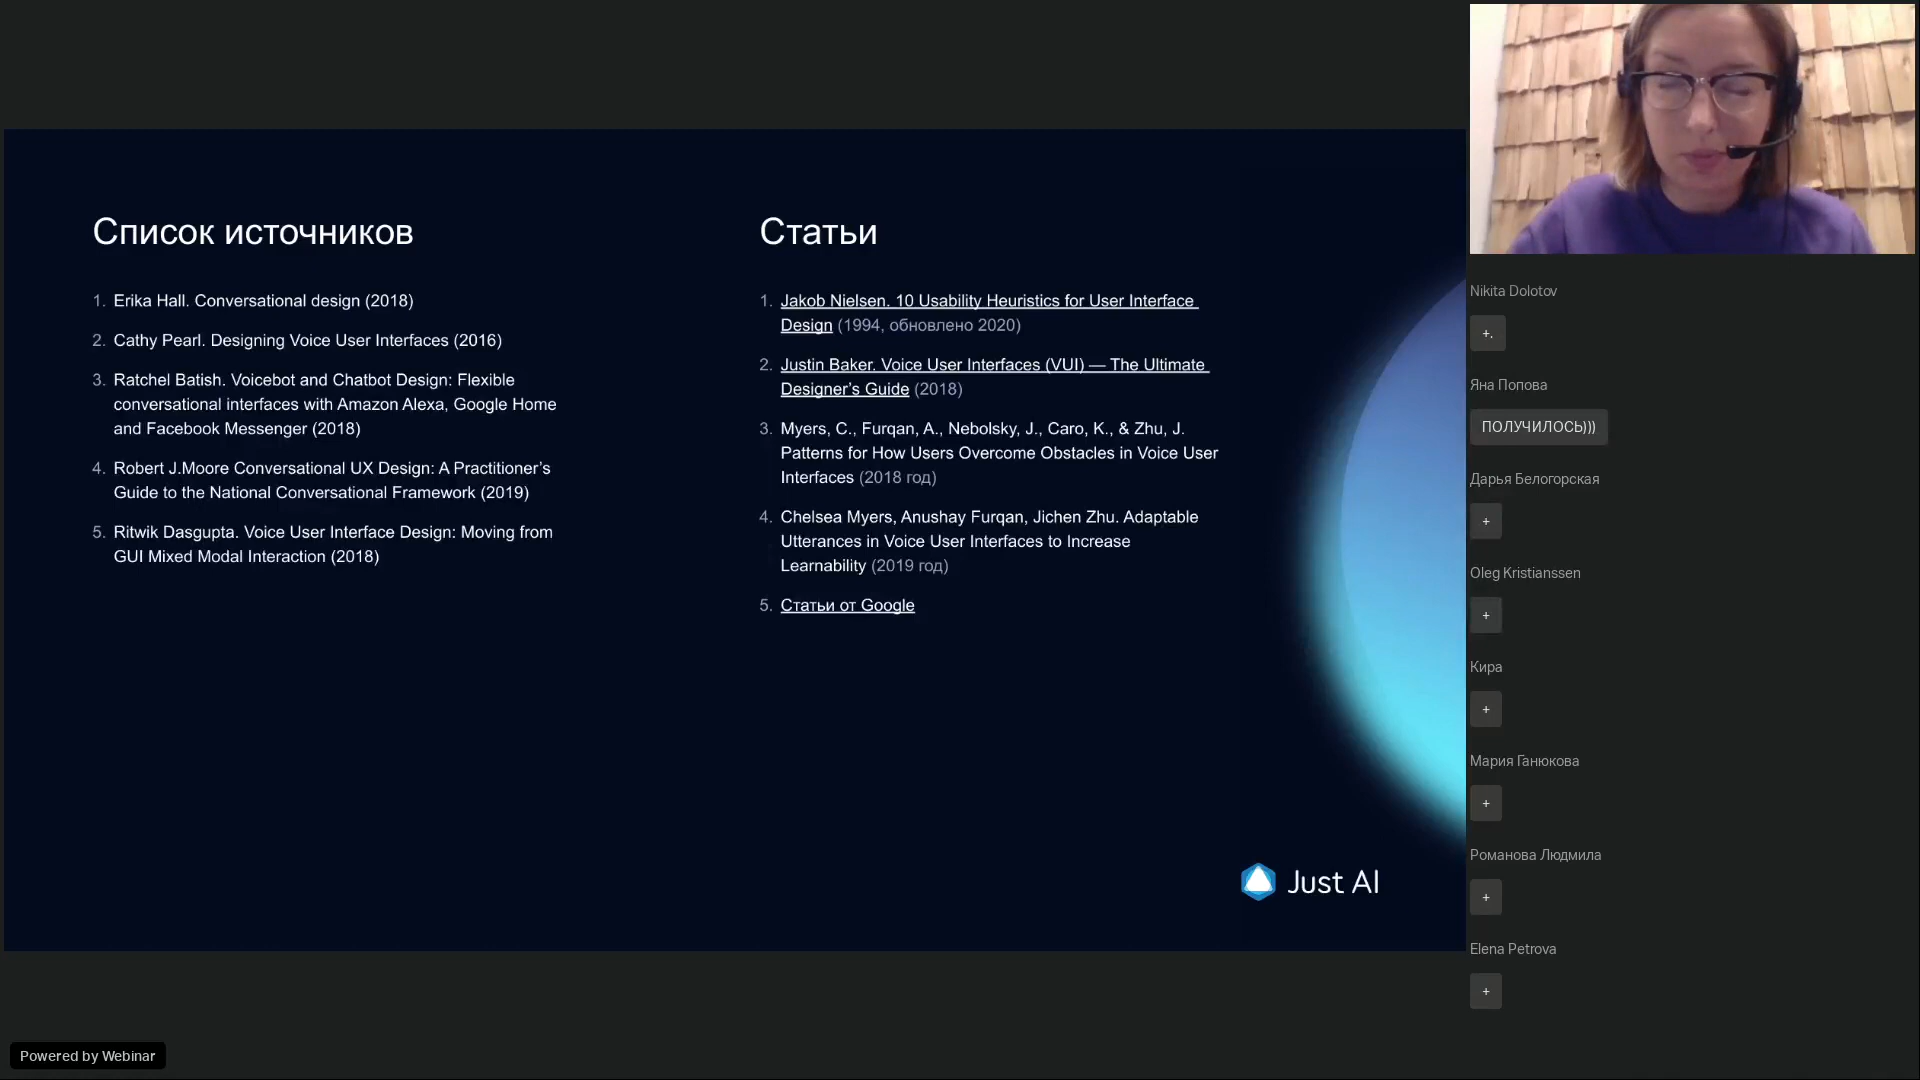 Список источников
1. Erika Hall. Conversational design (2018)
2. Cathy Pearl. Designing Voice User Interfaces (2016)
3. Ratchel Batish. Voicebot and Chatbot Design: Flexible
conversational interfaces with Amazon Alexa, Google Home
and Facebook Messenger (2018)
4. Robert J.Moore Conversational UX Design: A Practitioner’s
Guide to the National Conversational Framework (2019)
5. Ritwik Dasgupta. Voice User Interface Design: Moving from
GUI Mixed Modal Interaction (2018)
Статьи
1. Jakob Nielsen. 10 Usability Heuristics for User Interface
Design (1994, обновлено 2020)
2. Justin Baker. Voice User Interfaces (VUI) — The Ultimate
Designer’s Guide (2018)
3. Myers, C., Furqan, A., Nebolsky, J., Caro, K., & Zhu, J.
Patterns for How Users Overcome Obstacles in Voice User
Interfaces (2018 год)
4. Chelsea Myers, Anushay Furqan, Jichen Zhu. Adaptable
Utterances in Voice User Interfaces to Increase
Learnability (2019 год)
5. Статьи от Google
Just AI
Nikita Dolotov
+.
Яна Попова
ПОЛУЧИЛОСЬ)))
Дарья Белогорская
+
Oleg Kristianssen
+
Кира
+
Мария Ганюкова
+
Романова Людмила
+
Elena Petrova
+
Powered by Webinar